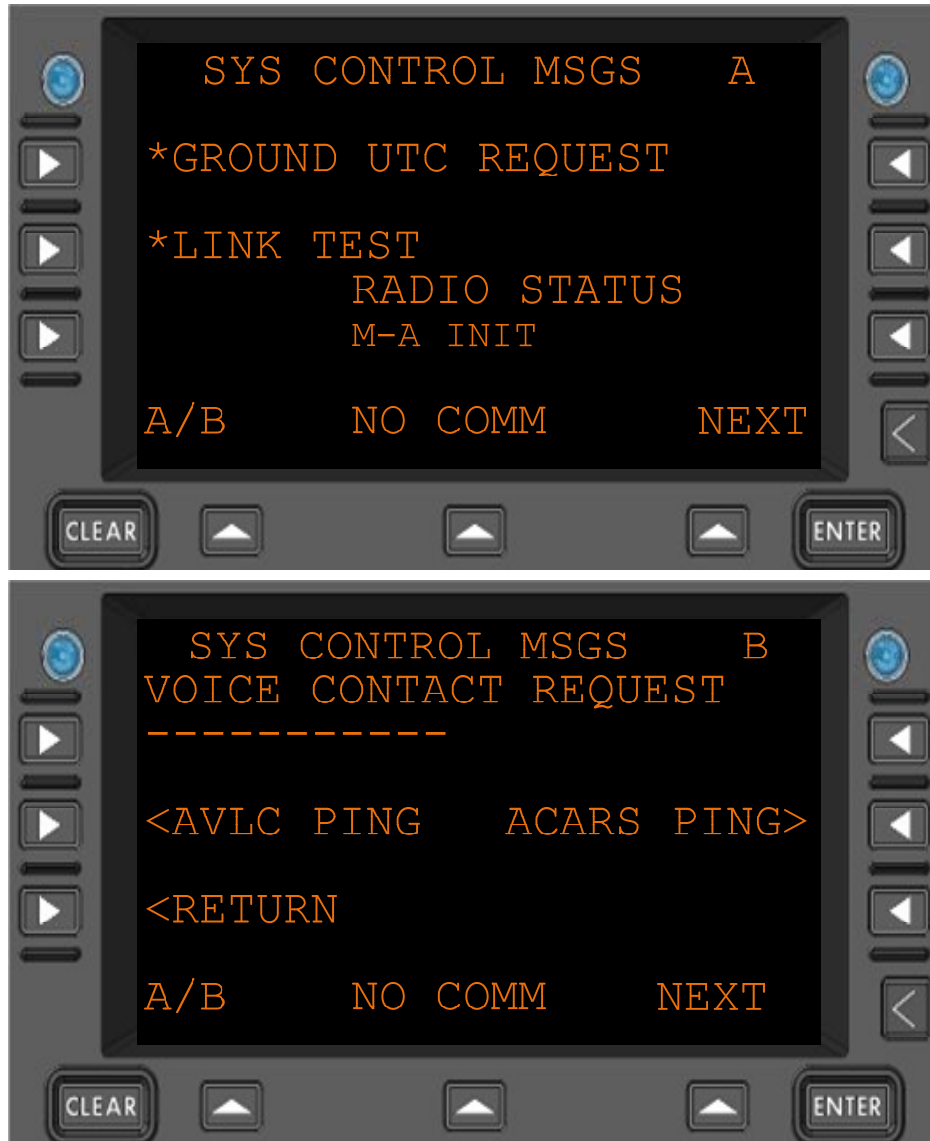 SYS CONTROL MSGS A
*GROUND UTC REQUEST
*LINK TEST
RADIO STATUS
M-A INIT
A/B NO COMM NEXT
CLEAR ENTER
SYS CONTROL MSGS B
VOICE CONTACT REQUEST
-----------
<AVLC PING ACARS PING>
<RETURN
A/B NO COMM NEXT
CLEAR ENTER